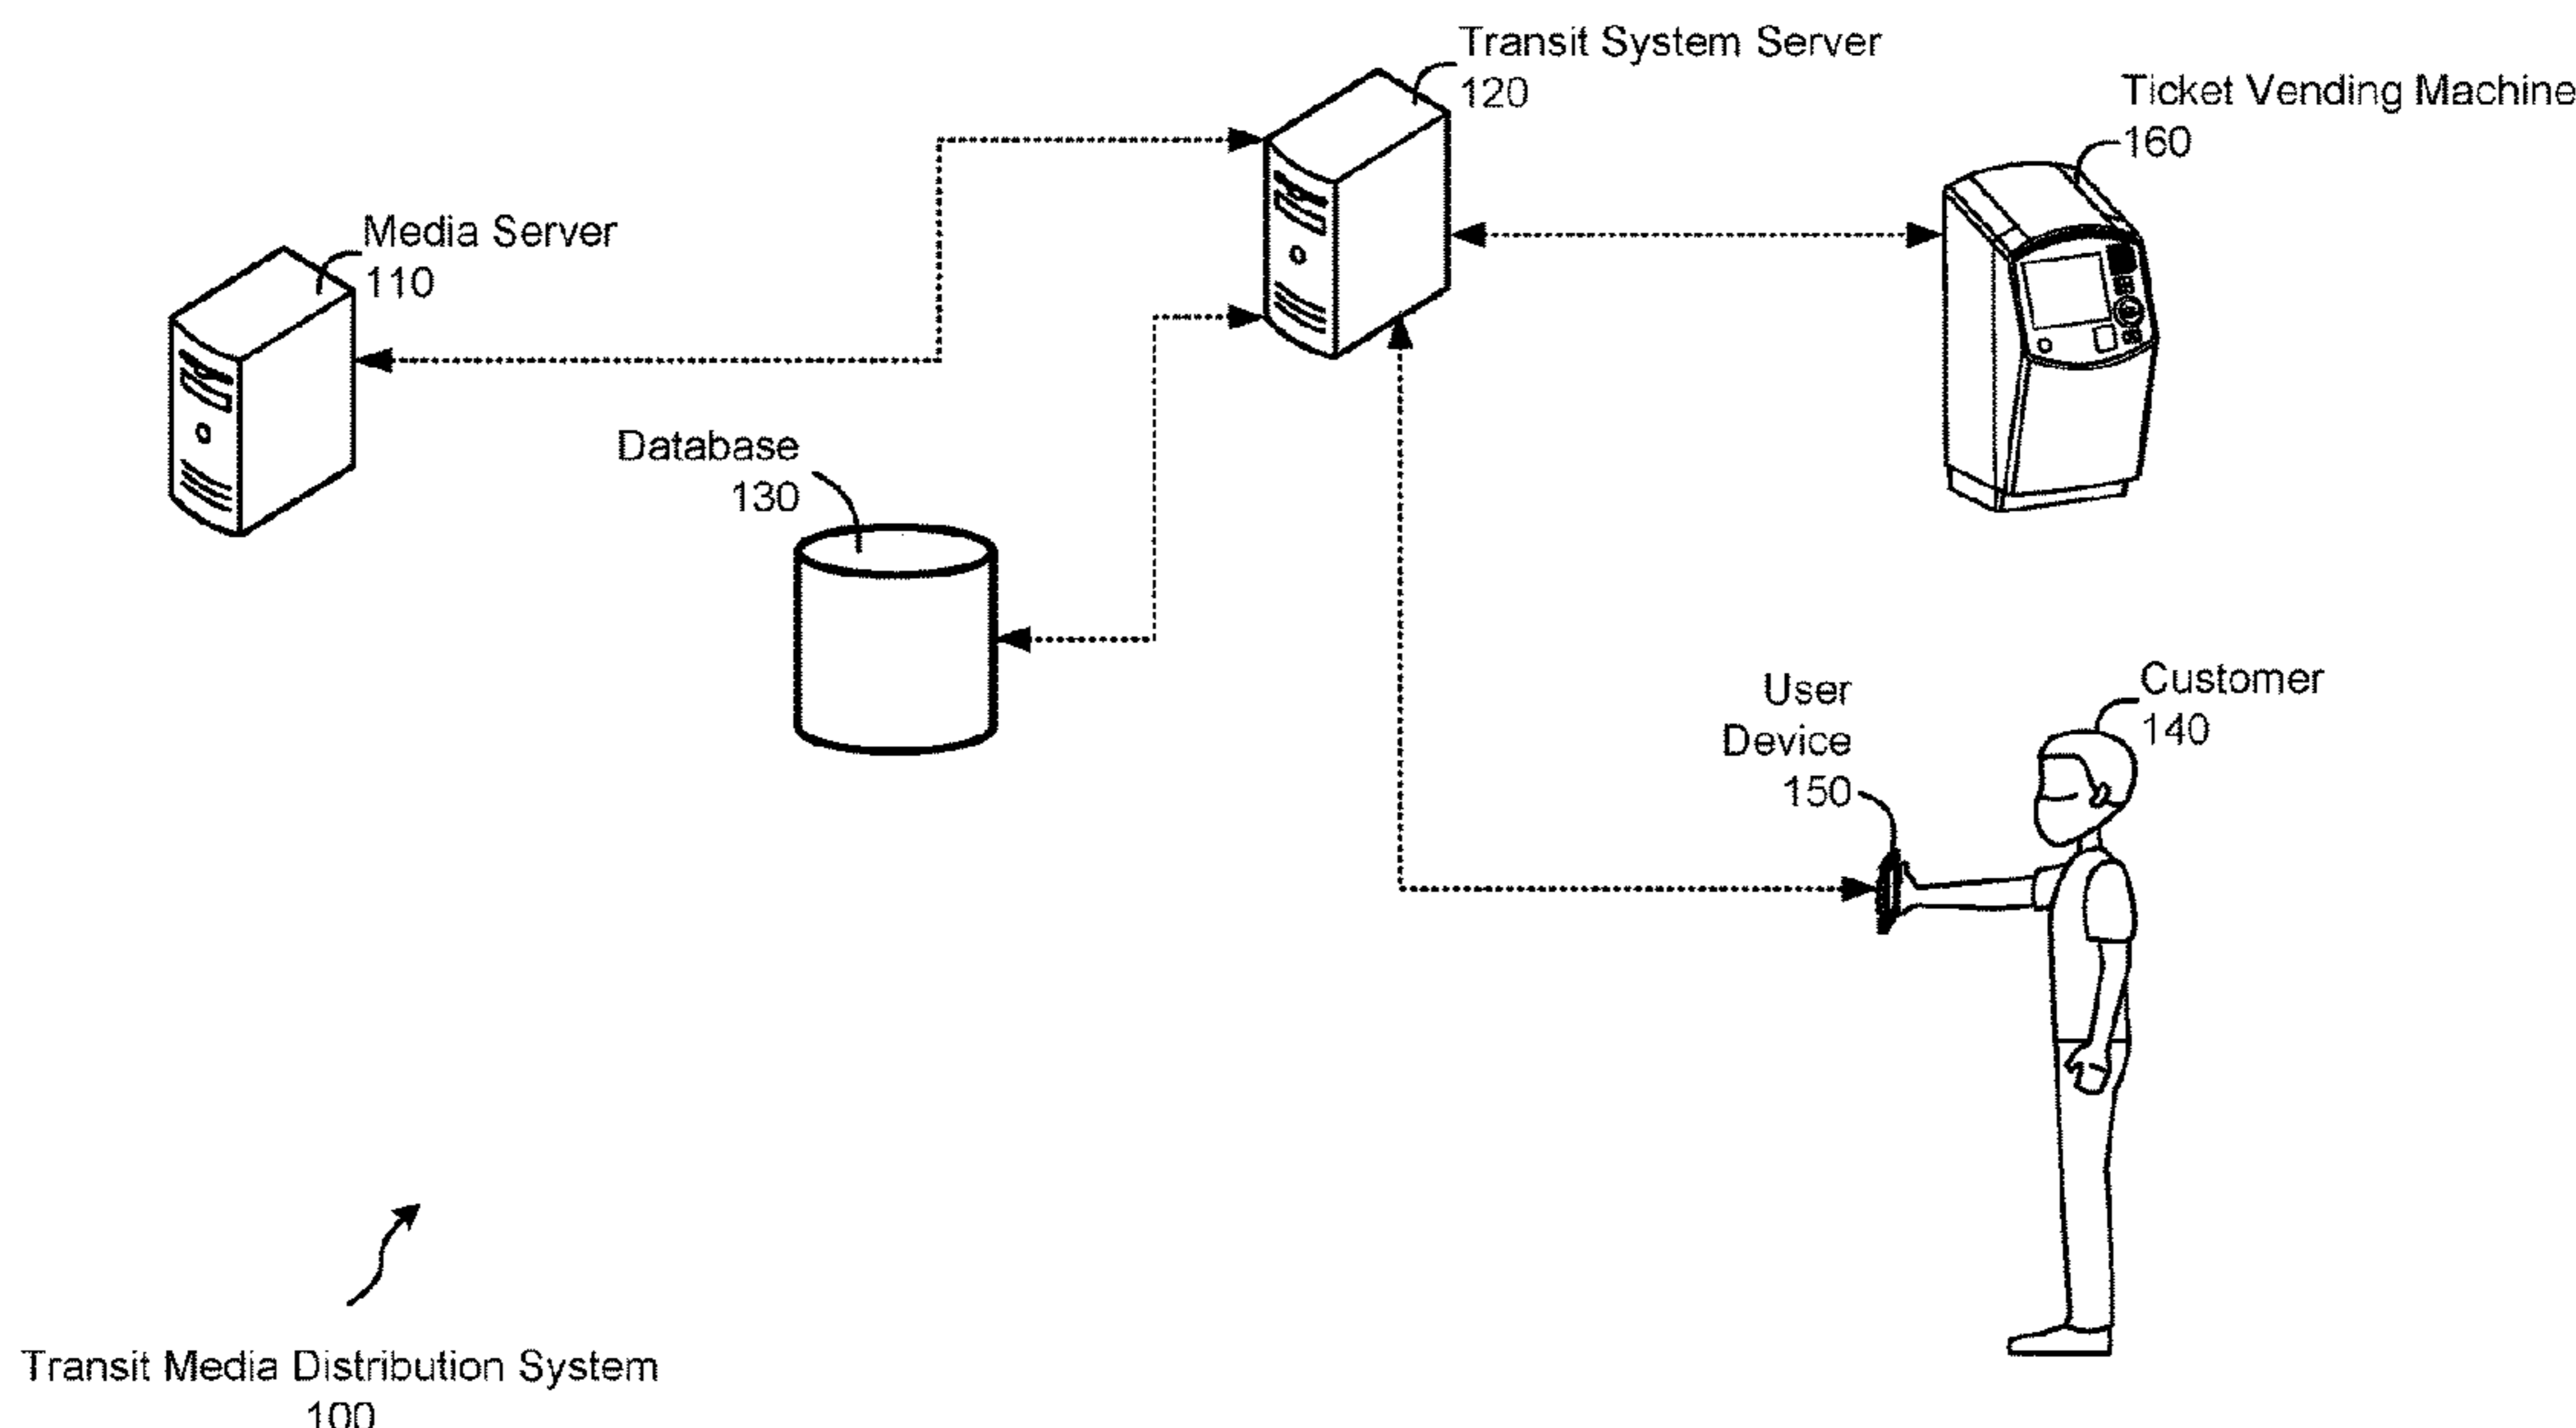 Transit System Server
120
Ticket Vending Machine
160
Media Server
110
Database
130
Customer
140
User
Device
150
Transit Media Distribution System
100